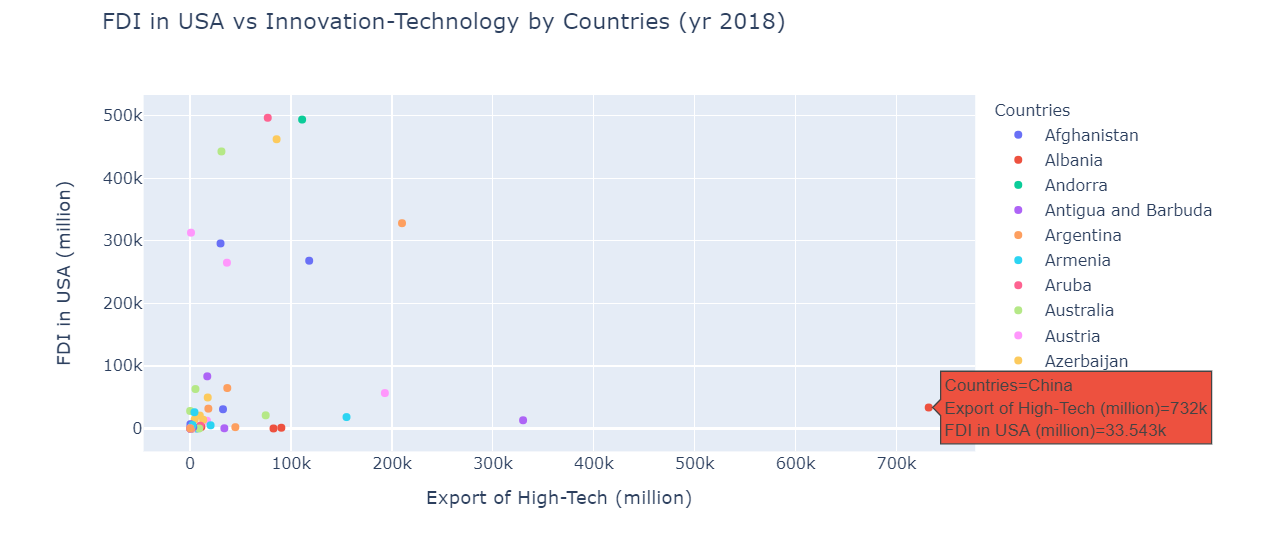 FDI in USA vs Innovation-Technology by Countries (yr 2018)
500k
400k
300k
200k
100k
0
FDI in USA (million)
0 100k 200k 300k 400k 500k 600k 700k
Export of High-Tech (million)
Countries
Afghanistan
Albania
Andorra
Antigua and Barbuda
Argentina
Armenia
Aruba
Australia
Austria
Azerbaijan
Countries=China
Export of High-Tech (million)=732k
FDI in USA (million)=33.543k